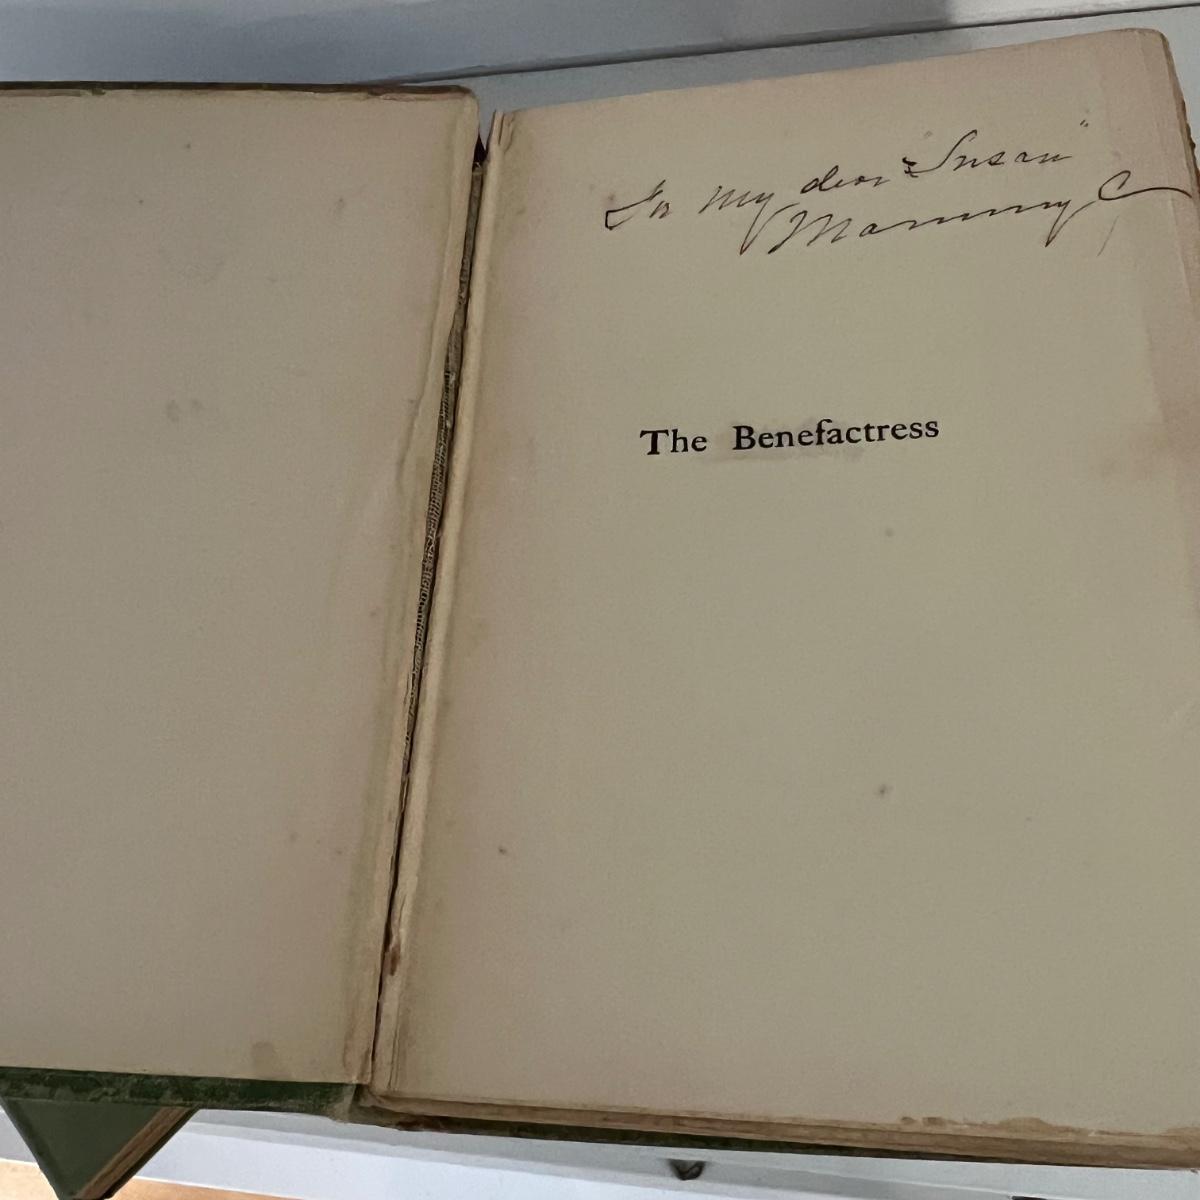 To My dear "Susan"
Mammy C
The Benefactress